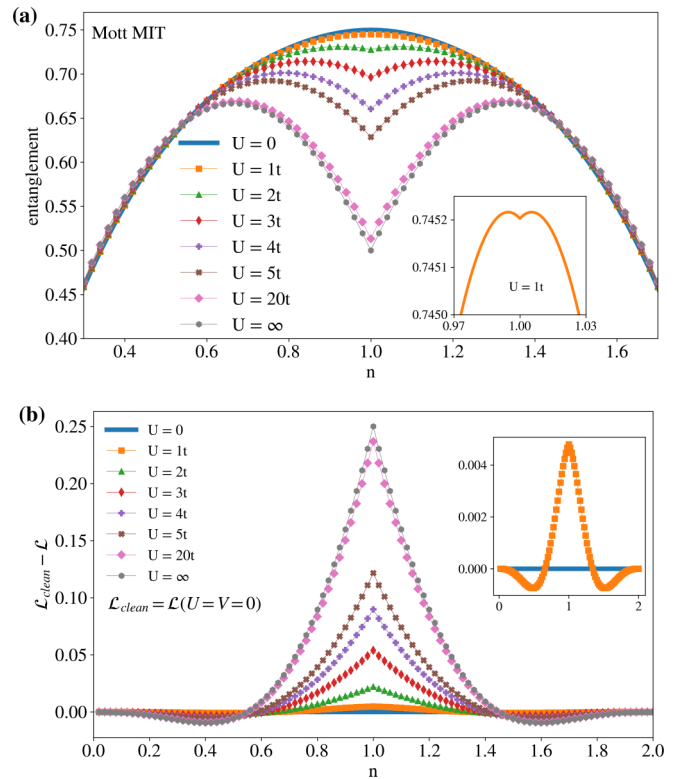 (a)
Mott MIT
entanglement
0.75
0.70
0.65
0.60
0.55
0.50
0.45
0.40
U = 0
U = 1t
U = 2t
U = 3t
U = 4t
U = 5t
U = 20t
U = ∞
0.7452
0.7451
0.7450
U = 1t
0.97 1.00 1.03
0.4 0.6 0.8 1.0 1.2 1.4 1.6
n
(b)
ℒclean − ℒ
0.25
0.20
0.15
0.10
0.05
0.00
U = 0
U = 1t
U = 2t
U = 3t
U = 4t
U = 5t
U = 20t
U = ∞
ℒclean = ℒ(U = V = 0)
0.004
0.002
0.000
0 1 2
0.0 0.2 0.4 0.6 0.8 1.0 1.2 1.4 1.6 1.8 2.0
n